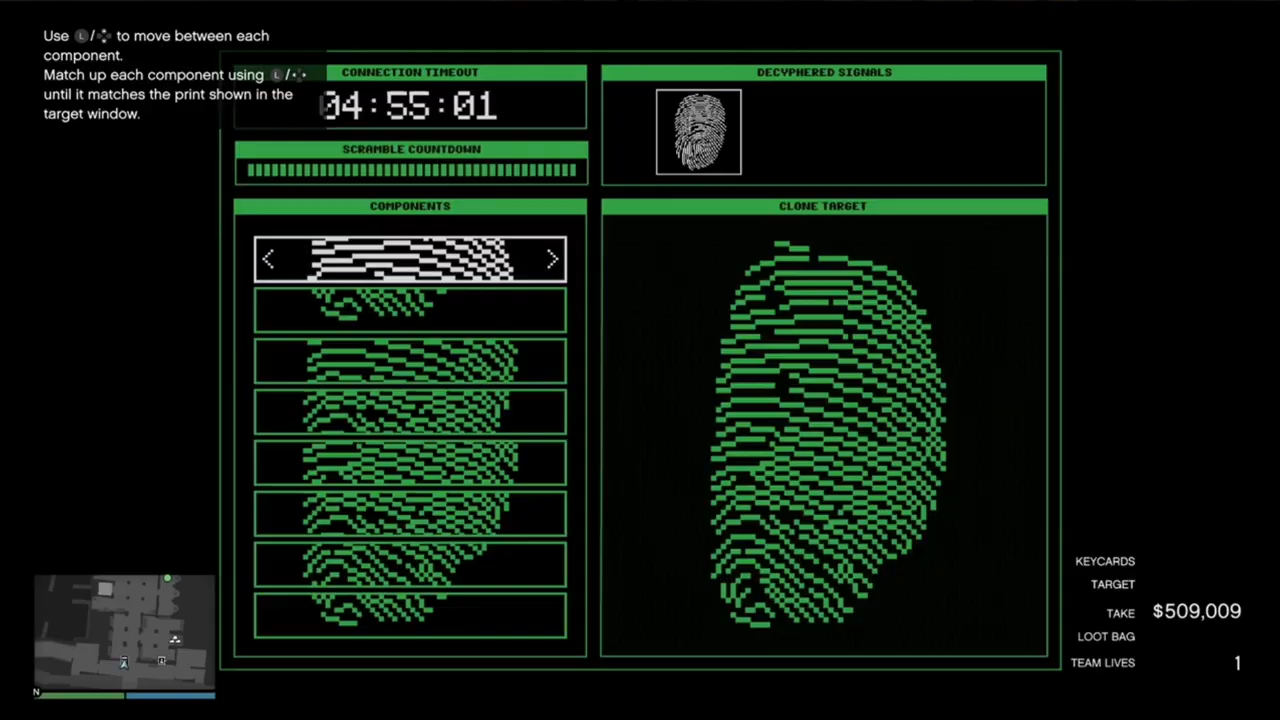 Use L/ to move between each
component.
Match up each component using L/
until it matches the print shown in the
target window.
CONNECTION TIMEOUT
04:55:01
DECYPHERED SIGNALS
SCRAMBLE COUNTDOWN
COMPONENTS
CLONE TARGET
< >
KEYCARDS
TARGET
TAKE $509,009
LOOT BAG
TEAM LIVES 1
N